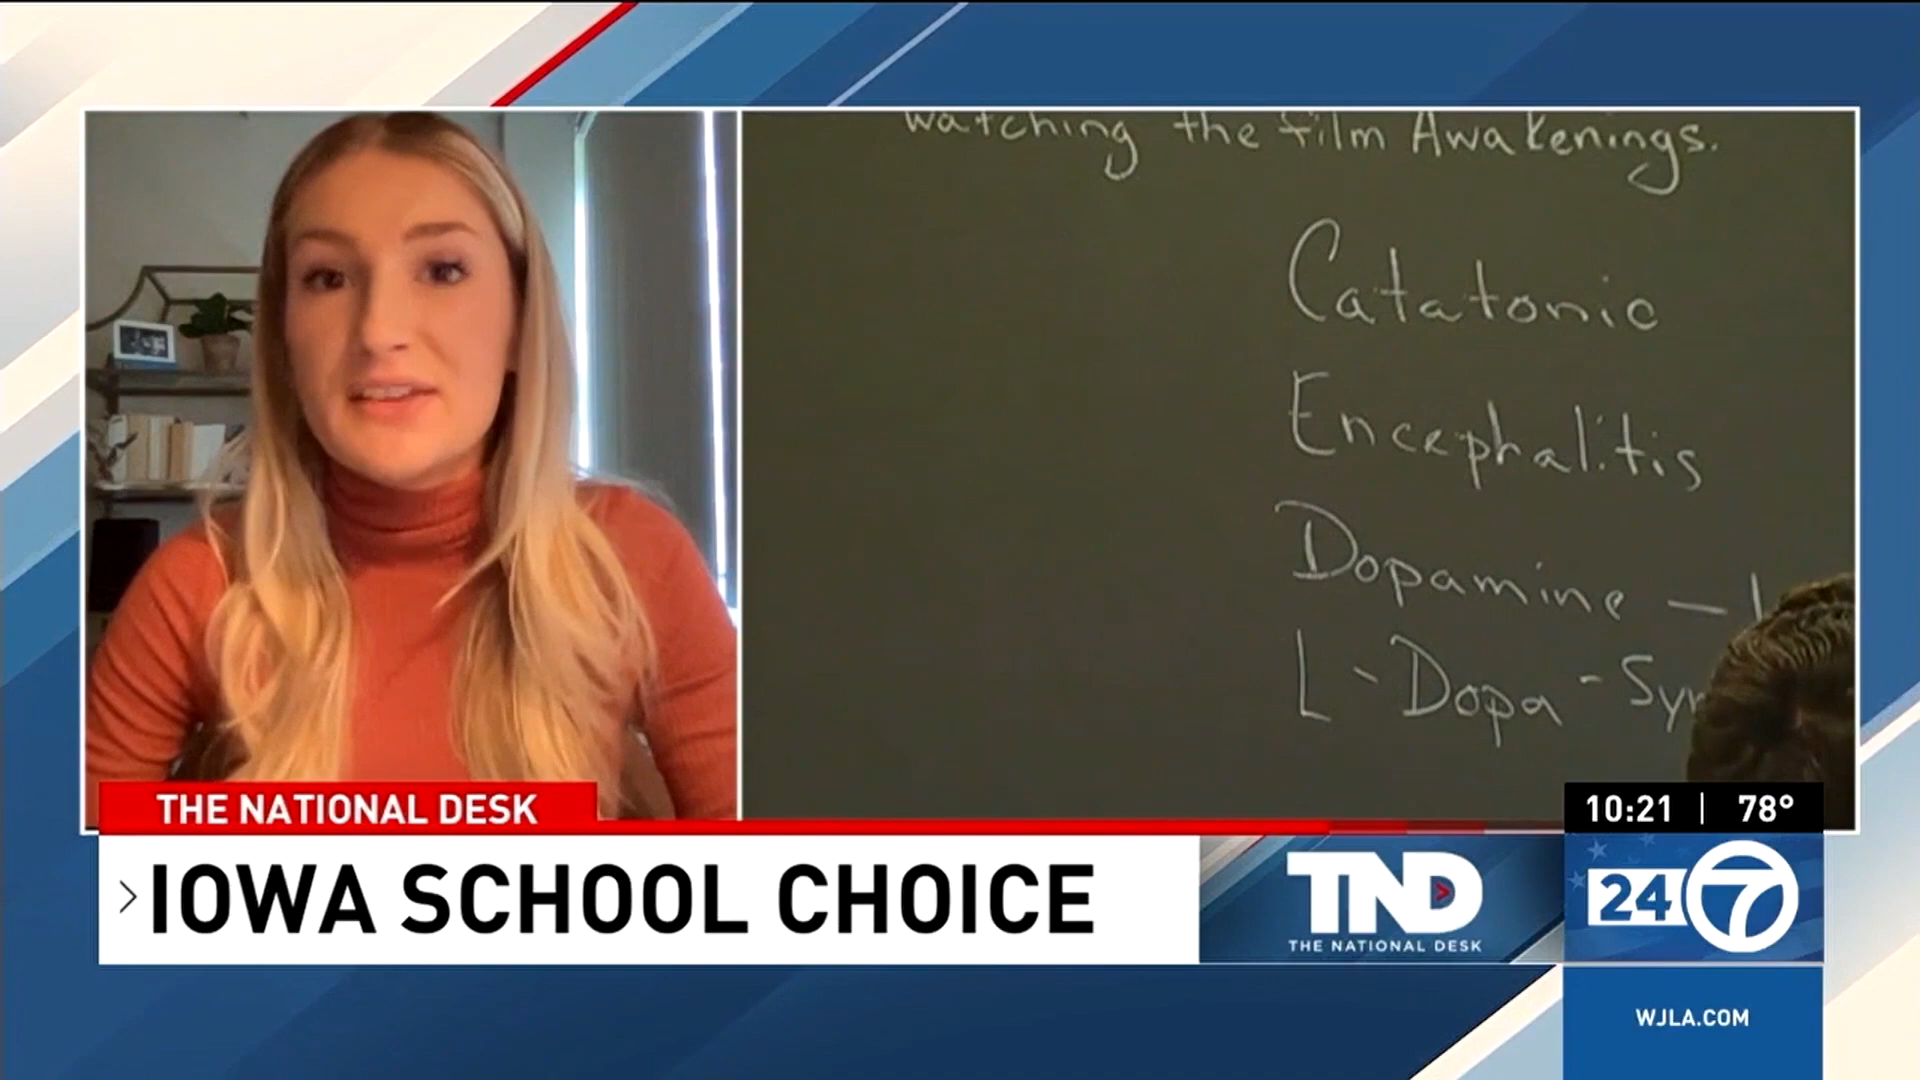 watching the film Awakenings.
Catatonic
Encephalitis
Dopamine —
L-Dopa - Syn
THE NATIONAL DESK
IOWA SCHOOL CHOICE
10:21 | 78°
TND
THE NATIONAL DESK
24 7
WJLA.COM